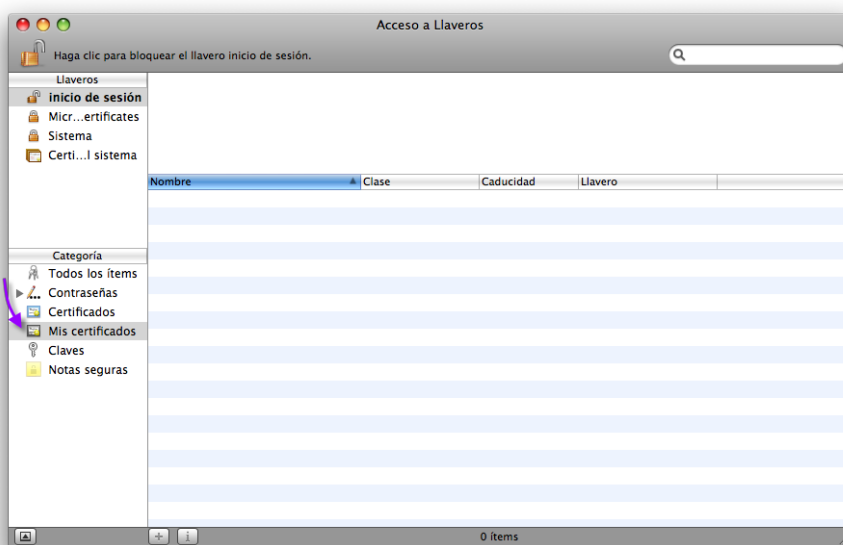 Acceso a Llaveros
Haga clic para bloquear el llavero inicio de sesión.
Llaveros
inicio de sesión
Micr...ertificates
Sistema
Certi...l sistema
Nombre Clase Caducidad Llavero
Categoría
Todos los ítems
Contraseñas
Certificados
Mis certificados
Claves
Notas seguras
0 ítems